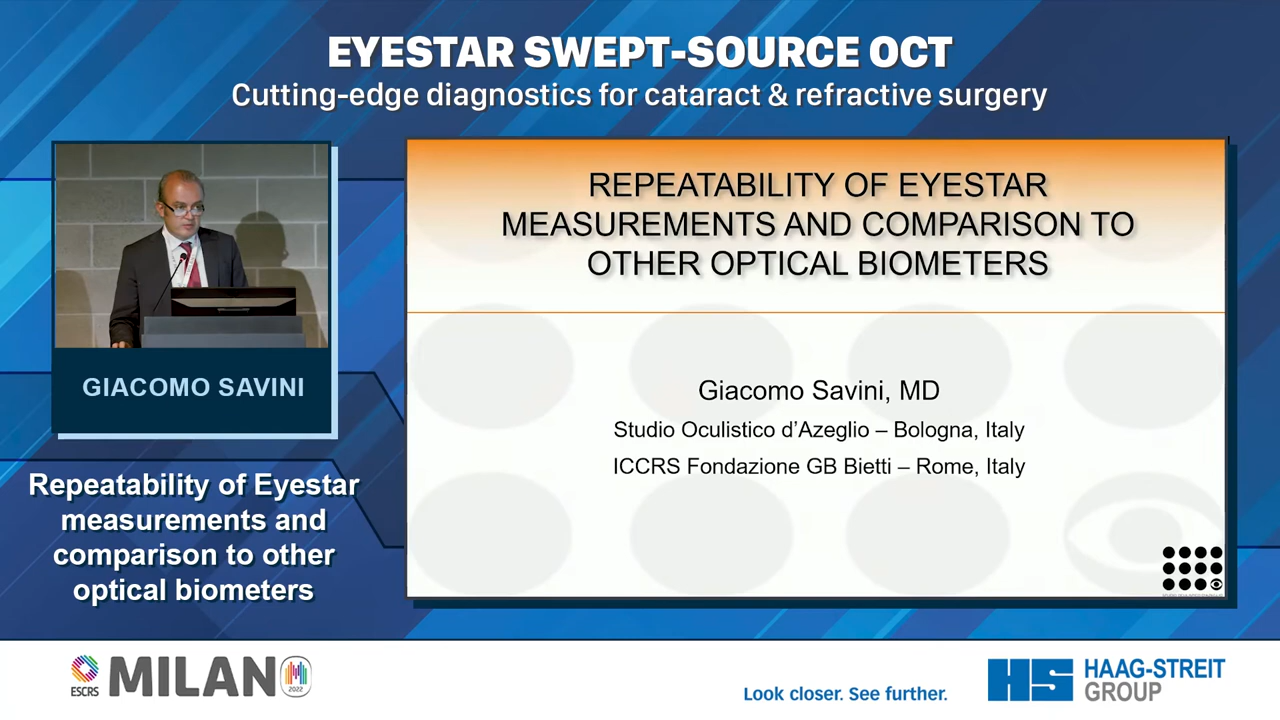 EYESTAR SWEPT-SOURCE OCT
Cutting-edge diagnostics for cataract & refractive surgery
GIACOMO SAVINI
Repeatability of Eyestar
measurements and
comparison to other
optical biometers
REPEATABILITY OF EYESTAR
MEASUREMENTS AND COMPARISON TO
OTHER OPTICAL BIOMETERS
Giacomo Savini, MD
Studio Oculistico d’Azeglio – Bologna, Italy
ICCRS Fondazione GB Bietti – Rome, Italy
ESCRS
MILANO
2022
Look closer. See further.
HS
HAAG-STREIT
GROUP